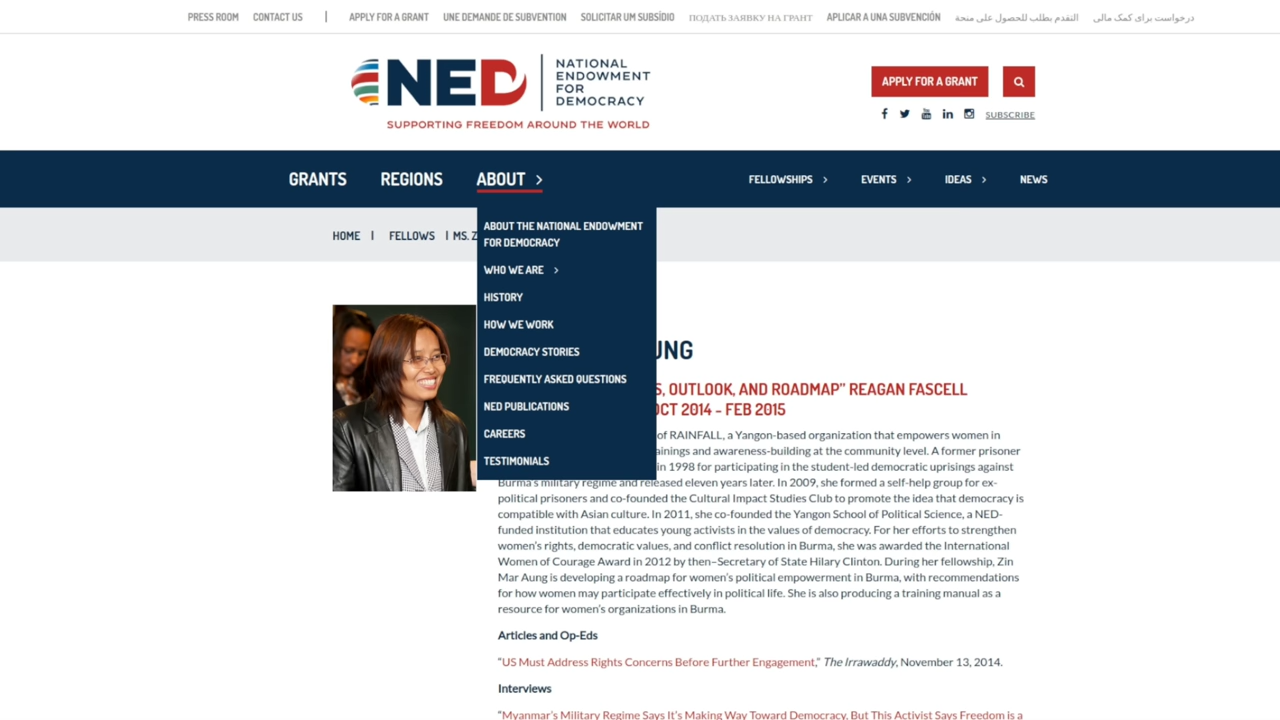 PRESS ROOM CONTACT US | APPLY FOR A GRANT UNE DEMANDE DE SUBVENTION SOLICITAR UM SUBSÍDIO ПОДАТЬ ЗАЯВКУ НА ГРАНТ APLICAR A UNA SUBVENCIÓN التقدم بطلب للحصول على منحة درخواست برای کمک مالی
NED
NATIONAL
ENDOWMENT
FOR
DEMOCRACY
SUPPORTING FREEDOM AROUND THE WORLD
APPLY FOR A GRANT
SUBSCRIBE
GRANTS REGIONS ABOUT > FELLOWSHIPS > EVENTS > IDEAS > NEWS
HOME | FELLOWS | MS. Z
ABOUT THE NATIONAL ENDOWMENT
FOR DEMOCRACY
WHO WE ARE >
HISTORY
HOW WE WORK
DEMOCRACY STORIES
FREQUENTLY ASKED QUESTIONS
NED PUBLICATIONS
CAREERS
TESTIMONIALS
UNG
S, OUTLOOK, AND ROADMAP” REAGAN FASCELL
OCT 2014 - FEB 2015
of RAINFALL, a Yangon-based organization that empowers women in
ainings and awareness-building at the community level. A former prisoner
in 1998 for participating in the student-led democratic uprisings against
Burma’s military regime and released eleven years later. In 2009, she formed a self-help group for ex-
political prisoners and co-founded the Cultural Impact Studies Club to promote the idea that democracy is
compatible with Asian culture. In 2011, she co-founded the Yangon School of Political Science, a NED-
funded institution that educates young activists in the values of democracy. For her efforts to strengthen
women’s rights, democratic values, and conflict resolution in Burma, she was awarded the International
Women of Courage Award in 2012 by then–Secretary of State Hilary Clinton. During her fellowship, Zin
Mar Aung is developing a roadmap for women’s political empowerment in Burma, with recommendations
for how women may participate effectively in political life. She is also producing a training manual as a
resource for women’s organizations in Burma.
Articles and Op-Eds
“US Must Address Rights Concerns Before Further Engagement,” The Irrawaddy, November 13, 2014.
Interviews
“Myanmar’s Military Regime Says It’s Making Way Toward Democracy, But This Activist Says Freedom is a